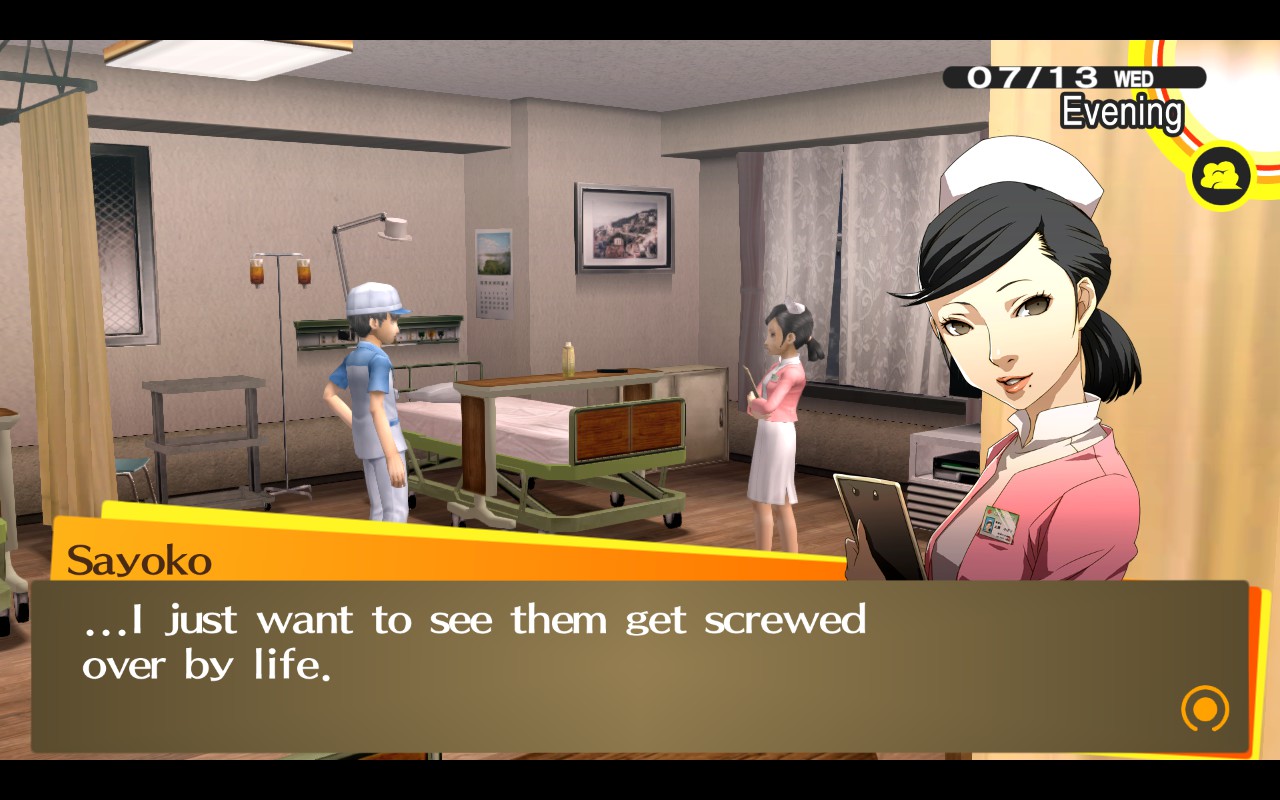 07/13 WED
Evening
Sayoko
...I just want to see them get screwed
over by life.